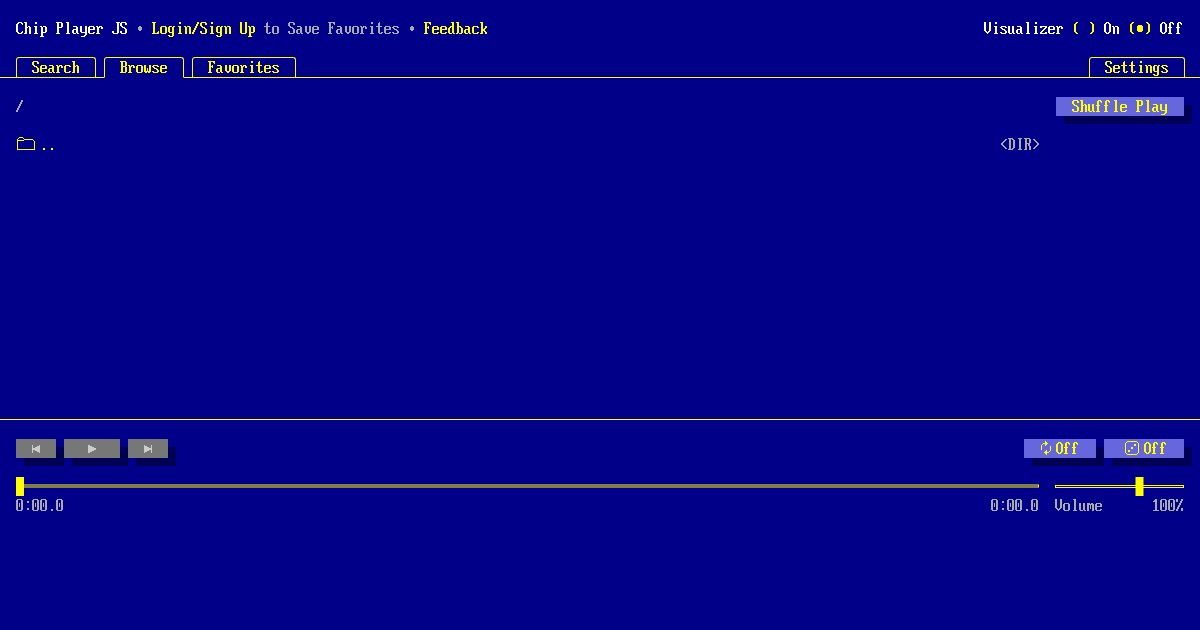 Chip Player JS • Login/Sign Up to Save Favorites • Feedback Visualizer ( ) On (•) Off
Search Browse Favorites Settings
/ Shuffle Play
.. <DIR>
Off Off
0:00.0 0:00.0 Volume 100%